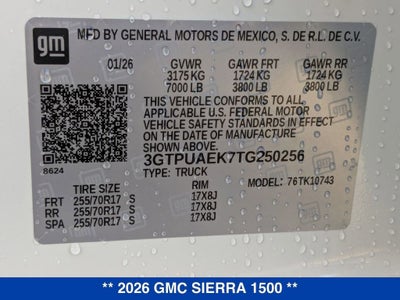 gm
MFD BY GENERAL MOTORS DE MEXICO, S. DE R.L. DE C.V.
01/26 GVWR GAWR FRT GAWR RR
3175 KG 1724 KG 1724 KG
7000 LB 3800 LB 3800 LB
THIS VEHICLE CONFORMS TO ALL APPLICABLE
U.S. FEDERAL MOTOR
VEHICLE SAFETY STANDARDS IN EFFECT ON THE
DATE OF MANUFACTURE SHOWN ABOVE.
3GTPUAEK7TG250256
8624 TYPE: TRUCK MODEL: 76TK10743
TIRE SIZE RIM
FRT 255/70R17 S 17X8J
RR 255/70R17 S 17X8J
SPA 255/70R17 S 17X8J
** 2026 GMC SIERRA 1500 **